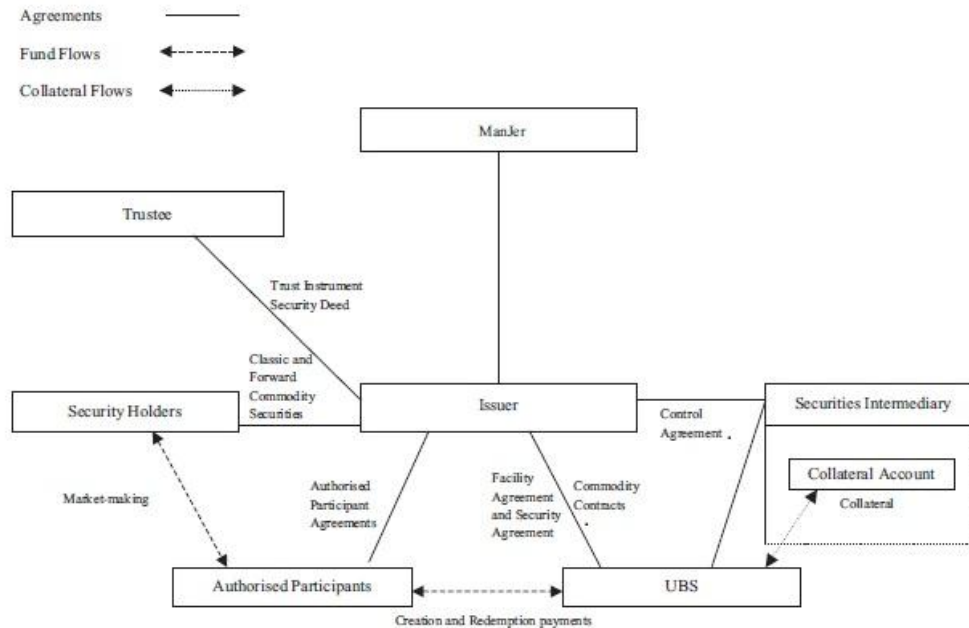 Agreements
Fund Flows
Collateral Flows
ManJer
Trustee
Trust Instrument
Security Deed
Classic and
Forward
Commodity
Securities
Security Holders
Issuer
Securities Intermediary
Control
Agreement .
Collateral Account
Collateral
Market-making
Authorised
Participant
Agreements
Facility
Agreement
and Security
Agreement
Commodity
Contracts
Authorised Participants
UBS
Creation and Redemption payments